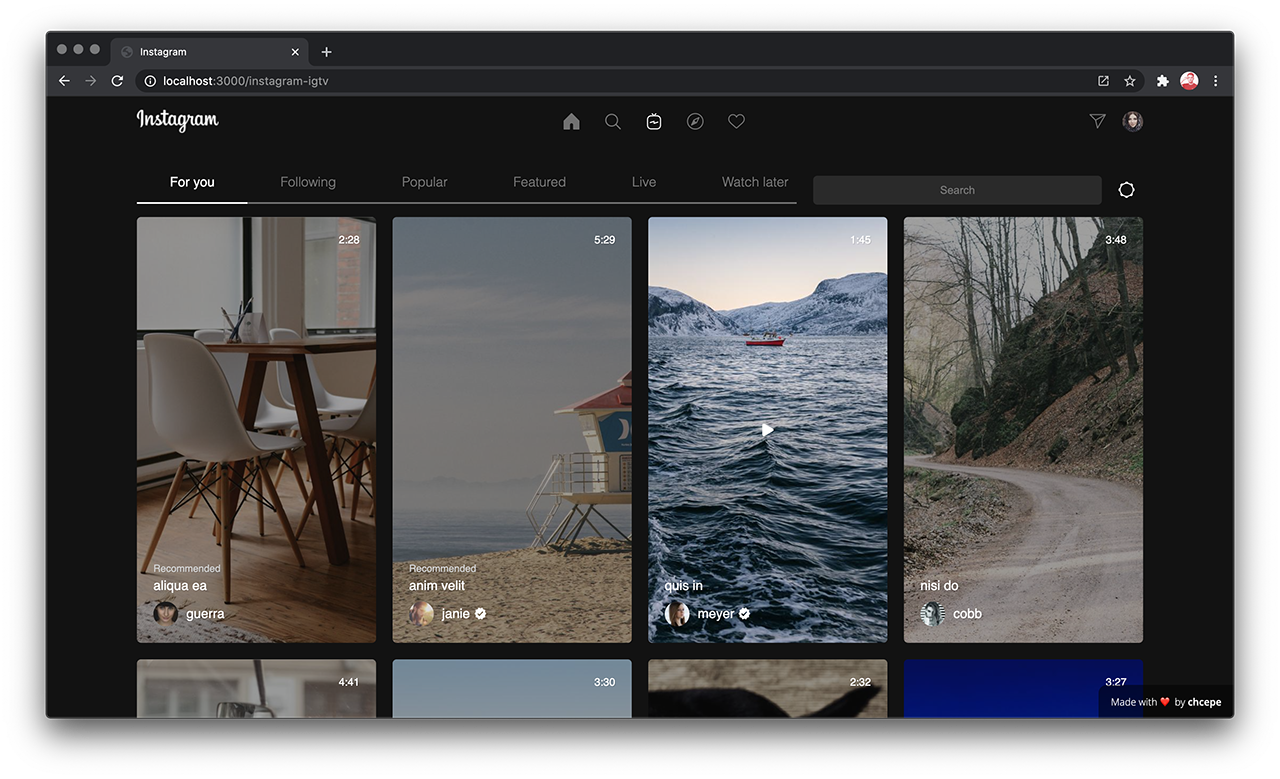 Instagram
localhost:3000/instagram-igtv
Instagram
For you Following Popular Featured Live Watch later Search
2:28 5:29 1:45 3:48
Recommended Recommended
aliqua ea anim velit quis in nisi do
guerra janie meyer cobb
4:41 3:30 2:32 3:27
Made with ❤️ by chcepe